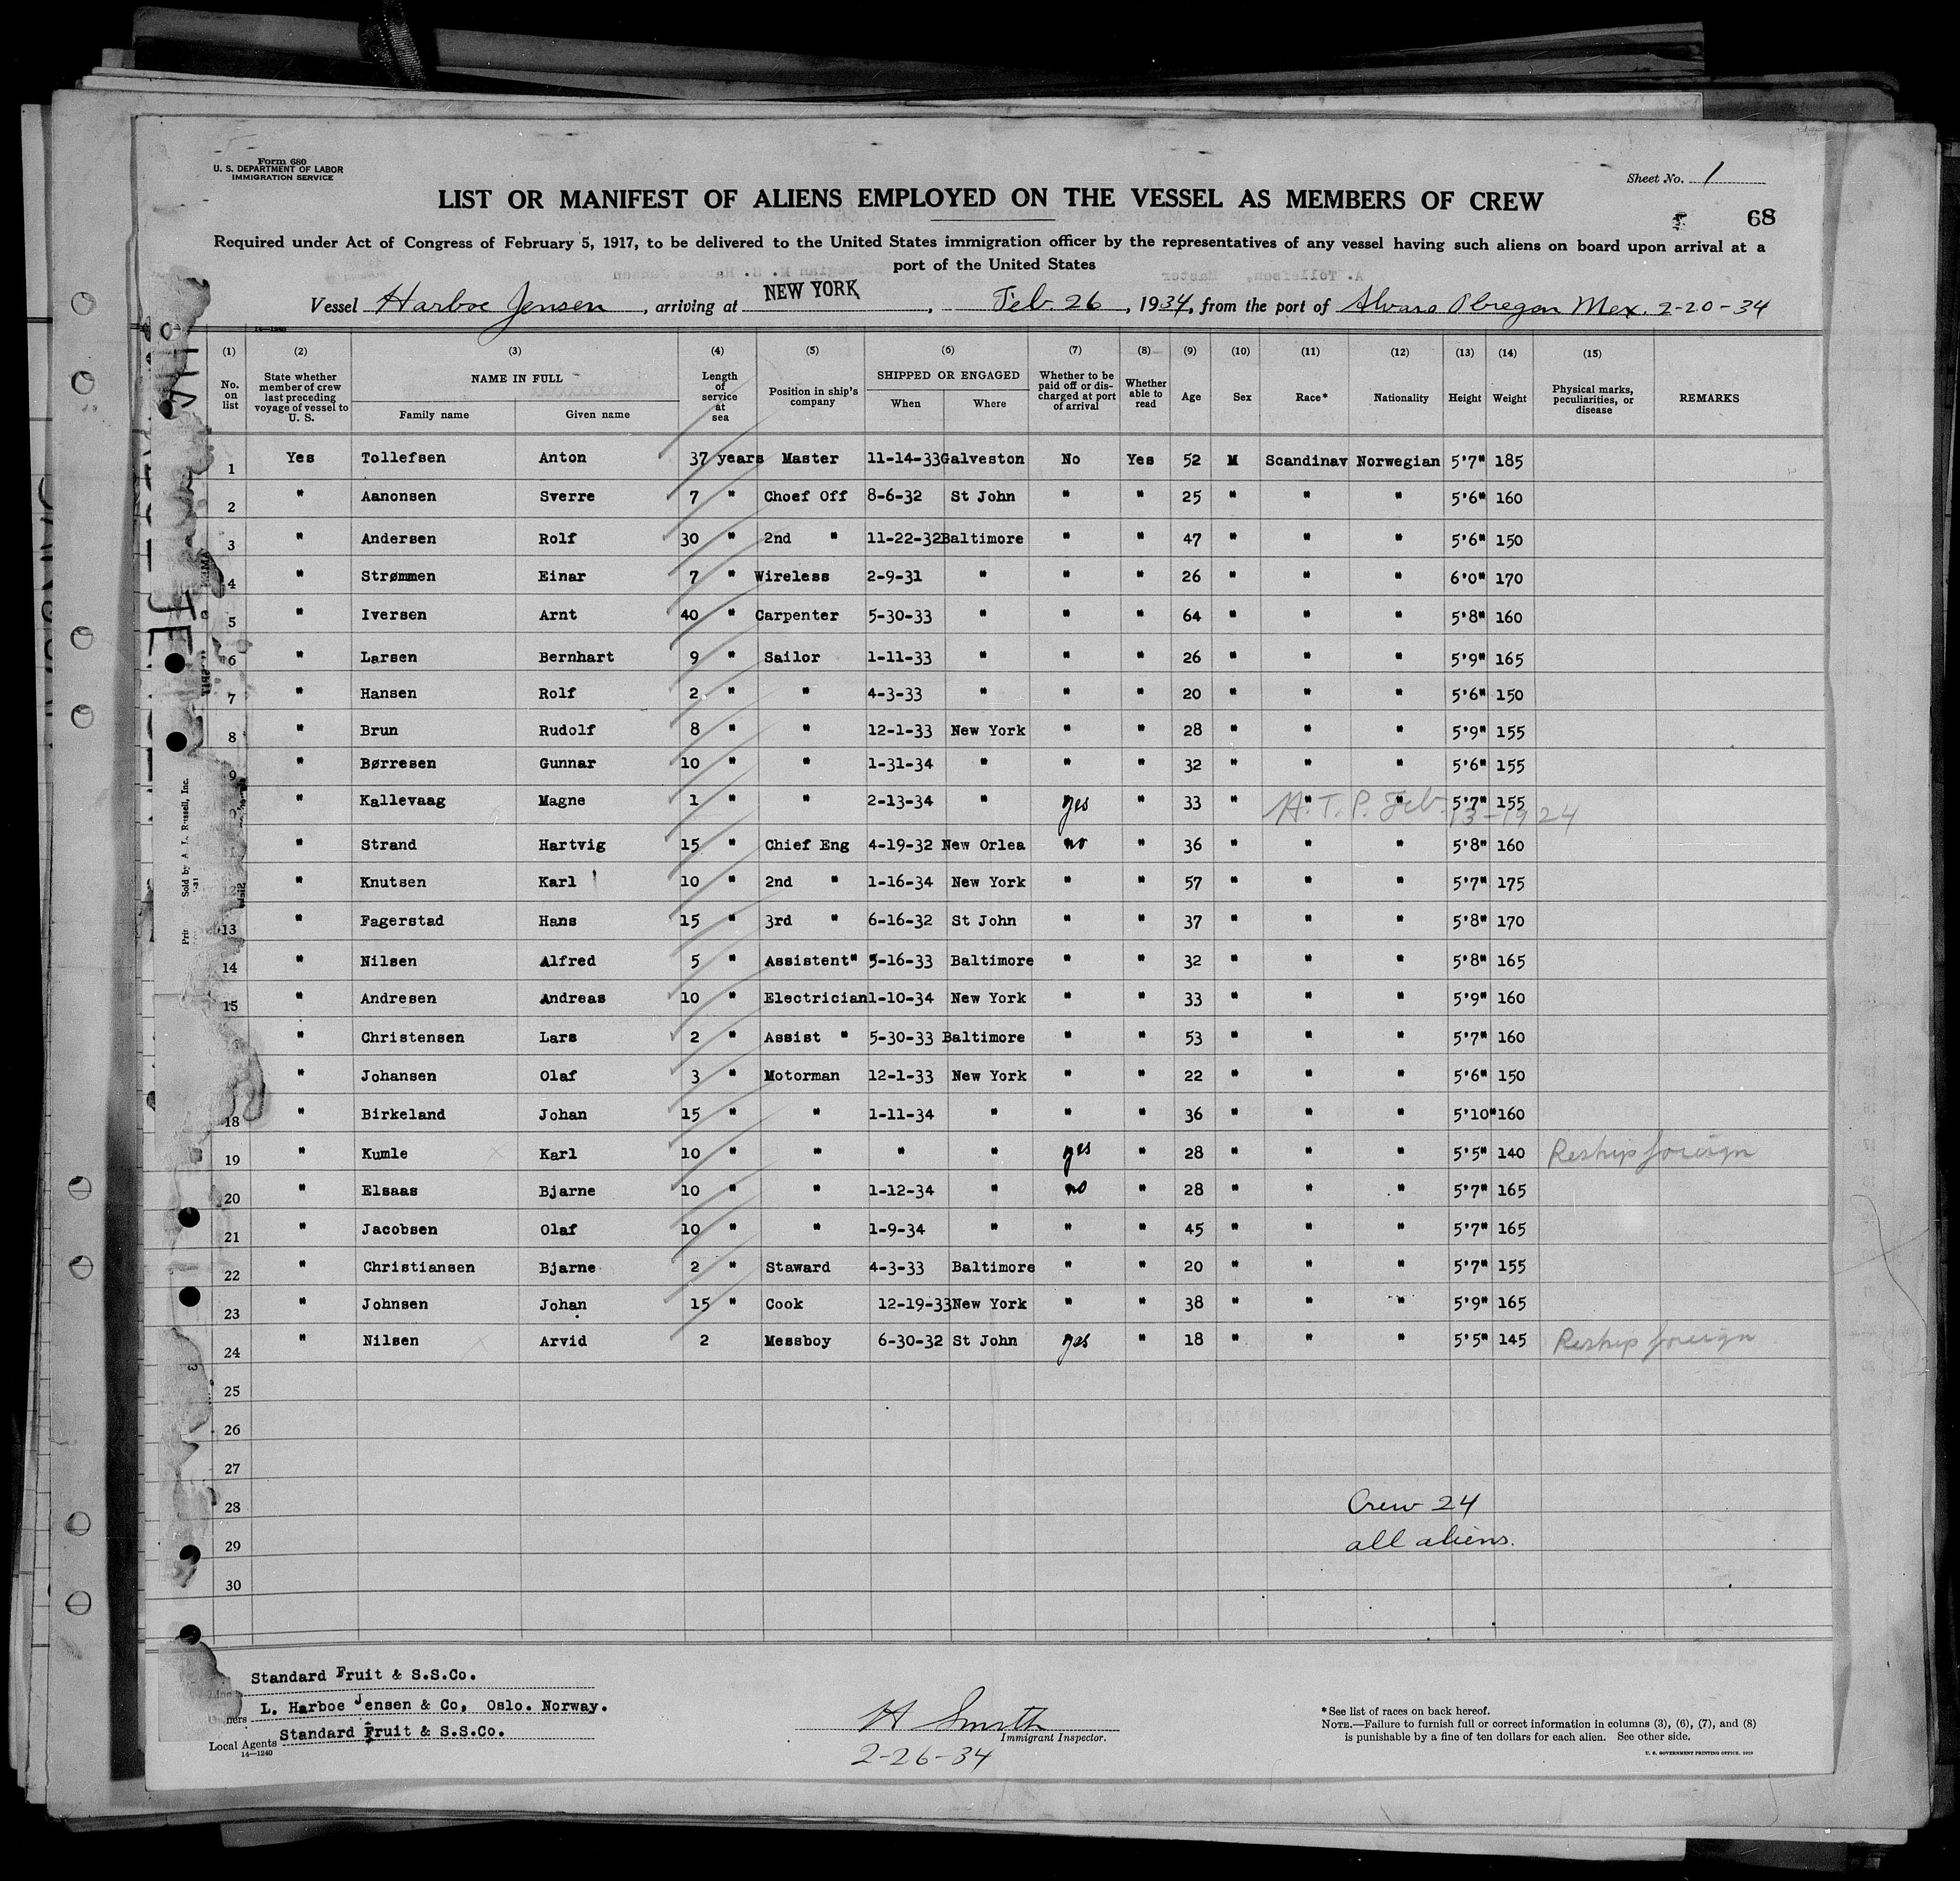 Form 680
U. S. DEPARTMENT OF LABOR
IMMIGRATION SERVICE
Sheet No. 1
LIST OR MANIFEST OF ALIENS EMPLOYED ON THE VESSEL AS MEMBERS OF CREW
68
Required under Act of Congress of February 5, 1917, to be delivered to the United States immigration officer by the representatives of any vessel having such aliens on board upon arrival at a
port of the United States
Vessel Harboe Jensen, arriving at NEW YORK, Feb. 26, 1934, from the port of Alvaro Obregon Mex. 2-20-34
(1) (2) (3) (4) (5) (6) (7) (8) (9) (10) (11) (12) (13) (14) (15)
No. on list
State whether member of crew last preceding voyage of vessel to U. S.
NAME IN FULL
Family name Given name
Length of service at sea
Position in ship's company
SHIPPED OR ENGAGED
When Where
Whether to be paid off or discharged at port of arrival
Whether able to read
Age Sex Race* Nationality Height Weight
Physical marks, peculiarities, or disease
REMARKS
1 Yes Tollefsen Anton 37 years Master 11-14-33 Galveston No Yes 52 M Scandinav Norwegian 5'7" 185
2 " Aanonsen Sverre 7 " Choef Off 8-6-32 St John " " 25 " " " 5'6" 160
3 " Andersen Rolf 30 " 2nd " 11-22-32 Baltimore " " 47 " " " 5'6" 150
4 " Strømmen Einar 7 " Wireless 2-9-31 " " " 26 " " " 6'0" 170
5 " Iversen Arnt 40 " Carpenter 5-30-33 " " " 64 " " " 5'8" 160
6 " Larsen Bernhart 9 " Sailor 1-11-33 " " " 26 " " " 5'9" 165
7 " Hansen Rolf 2 " " 4-3-33 " " " 20 " " " 5'6" 150
8 " Brun Rudolf 8 " " 12-1-33 New York " " 28 " " " 5'9" 155
9 " Børresen Gunnar 10 " " 1-31-34 " " " 32 " " " 5'6" 155
" Kallevaag Magne 1 " " 2-13-34 " yes " 33 " " " 5'7" 155
H. T. P. Feb. 13-1924
" Strand Hartvig 15 " Chief Eng 4-19-32 New Orlea no " 36 " " " 5'8" 160
12 " Knutsen Karl 10 " 2nd " 1-16-34 New York " " 57 " " " 5'7" 175
13 " Fagerstad Hans 15 " 3rd " 6-16-32 St John " " 37 " " " 5'8" 170
14 " Nilsen Alfred 5 " Assistent" 5-16-33 Baltimore " " 32 " " " 5'8" 165
15 " Andresen Andreas 10 " Electrician 1-10-34 New York " " 33 " " " 5'9" 160
" Christensen Lars 2 " Assist " 5-30-33 Baltimore " " 53 " " " 5'7" 160
" Johansen Olaf 3 " Motorman 12-1-33 New York " " 22 " " " 5'6" 150
18 " Birkeland Johan 15 " " 1-11-34 " " " 36 " " " 5'10" 160
19 " Kumle Karl 10 " " " " yes " 28 " " " 5'5" 140 Reship foreign
20 " Elsaas Bjarne 10 " " 1-12-34 " no " 28 " " " 5'7" 165
21 " Jacobsen Olaf 10 " " 1-9-34 " " " 45 " " " 5'7" 165
22 " Christiansen Bjarne 2 " Staward 4-3-33 Baltimore " " 20 " " " 5'7" 155
23 " Johnsen Johan 15 " Cook 12-19-33 New York " " 38 " " " 5'9" 165
24 " Nilsen Arvid 2 Messboy 6-30-32 St John yes " 18 " " " 5'5" 145 Reship foreign
25
26
27
28 Crew 24
29 all aliens.
30
Standard Fruit & S.S.Co.
L. Harboe Jensen & Co, Oslo. Norway.
Local Agents Standard Fruit & S.S.Co.
14—1240
H Smith
Immigrant Inspector.
2-26-34
*See list of races on back hereof.
NOTE.—Failure to furnish full or correct information in columns (3), (6), (7), and (8)
is punishable by a fine of ten dollars for each alien. See other side.
U. S. GOVERNMENT PRINTING OFFICE. 1929